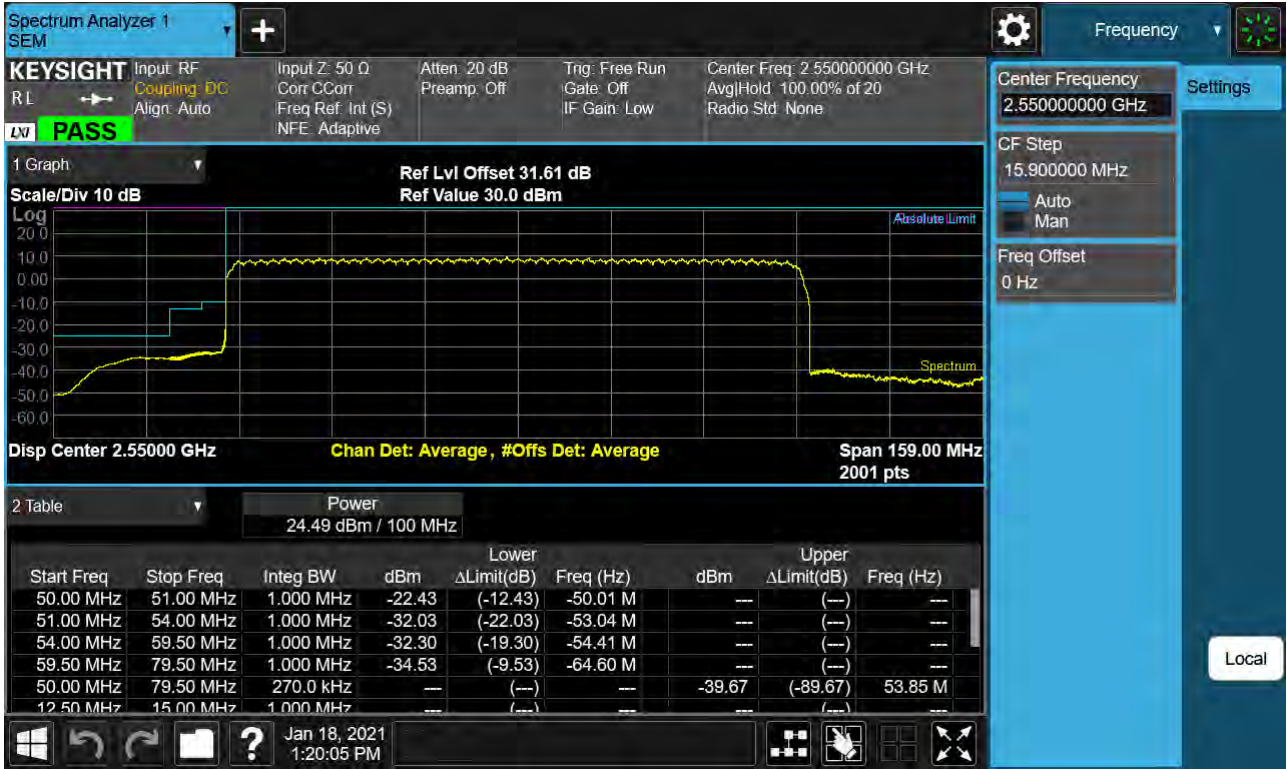 Spectrum Analyzer 1
SEM
+
Frequency
KEYSIGHT
RL
LXI
PASS
Input: RF
Coupling: DC
Align: Auto
Input Z: 50 Ω
Corr CCorr
Freq Ref: Int (S)
NFE: Adaptive
Atten: 20 dB
Preamp: Off
Trig: Free Run
Gate: Off
IF Gain: Low
Center Freq: 2.550000000 GHz
Avg|Hold: 100.00% of 20
Radio Std: None
Center Frequency
2.550000000 GHz
Settings
CF Step
15.900000 MHz
Auto
Man
Freq Offset
0 Hz
Local
1 Graph
Scale/Div 10 dB
Ref Lvl Offset 31.61 dB
Ref Value 30.0 dBm
Log
Absolute Limit
20.0
10.0
0.00
-10.0
-20.0
-30.0
-40.0
-50.0
-60.0
Spectrum
Disp Center 2.55000 GHz
Chan Det: Average, #Offs Det: Average
Span 159.00 MHz
2001 pts
2 Table
Power
24.49 dBm / 100 MHz
Lower Upper
Start Freq Stop Freq Integ BW dBm ΔLimit(dB) Freq (Hz) dBm ΔLimit(dB) Freq (Hz)
50.00 MHz 51.00 MHz 1.000 MHz -22.43 (-12.43) -50.01 M --- (---) ---
51.00 MHz 54.00 MHz 1.000 MHz -32.03 (-22.03) -53.04 M --- (---) ---
54.00 MHz 59.50 MHz 1.000 MHz -32.30 (-19.30) -54.41 M --- (---) ---
59.50 MHz 79.50 MHz 1.000 MHz -34.53 (-9.53) -64.60 M --- (---) ---
50.00 MHz 79.50 MHz 270.0 kHz --- (---) --- -39.67 (-89.67) 53.85 M
12.50 MHz 15.00 MHz 1.000 MHz --- (---) --- --- (---) ---
?
Jan 18, 2021
1:20:05 PM